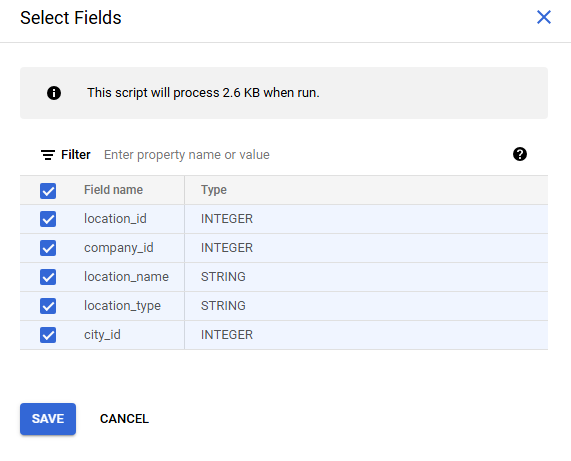 Select Fields
This script will process 2.6 KB when run.
Filter Enter property name or value
Field name Type
location_id INTEGER
company_id INTEGER
location_name STRING
location_type STRING
city_id INTEGER
SAVE CANCEL